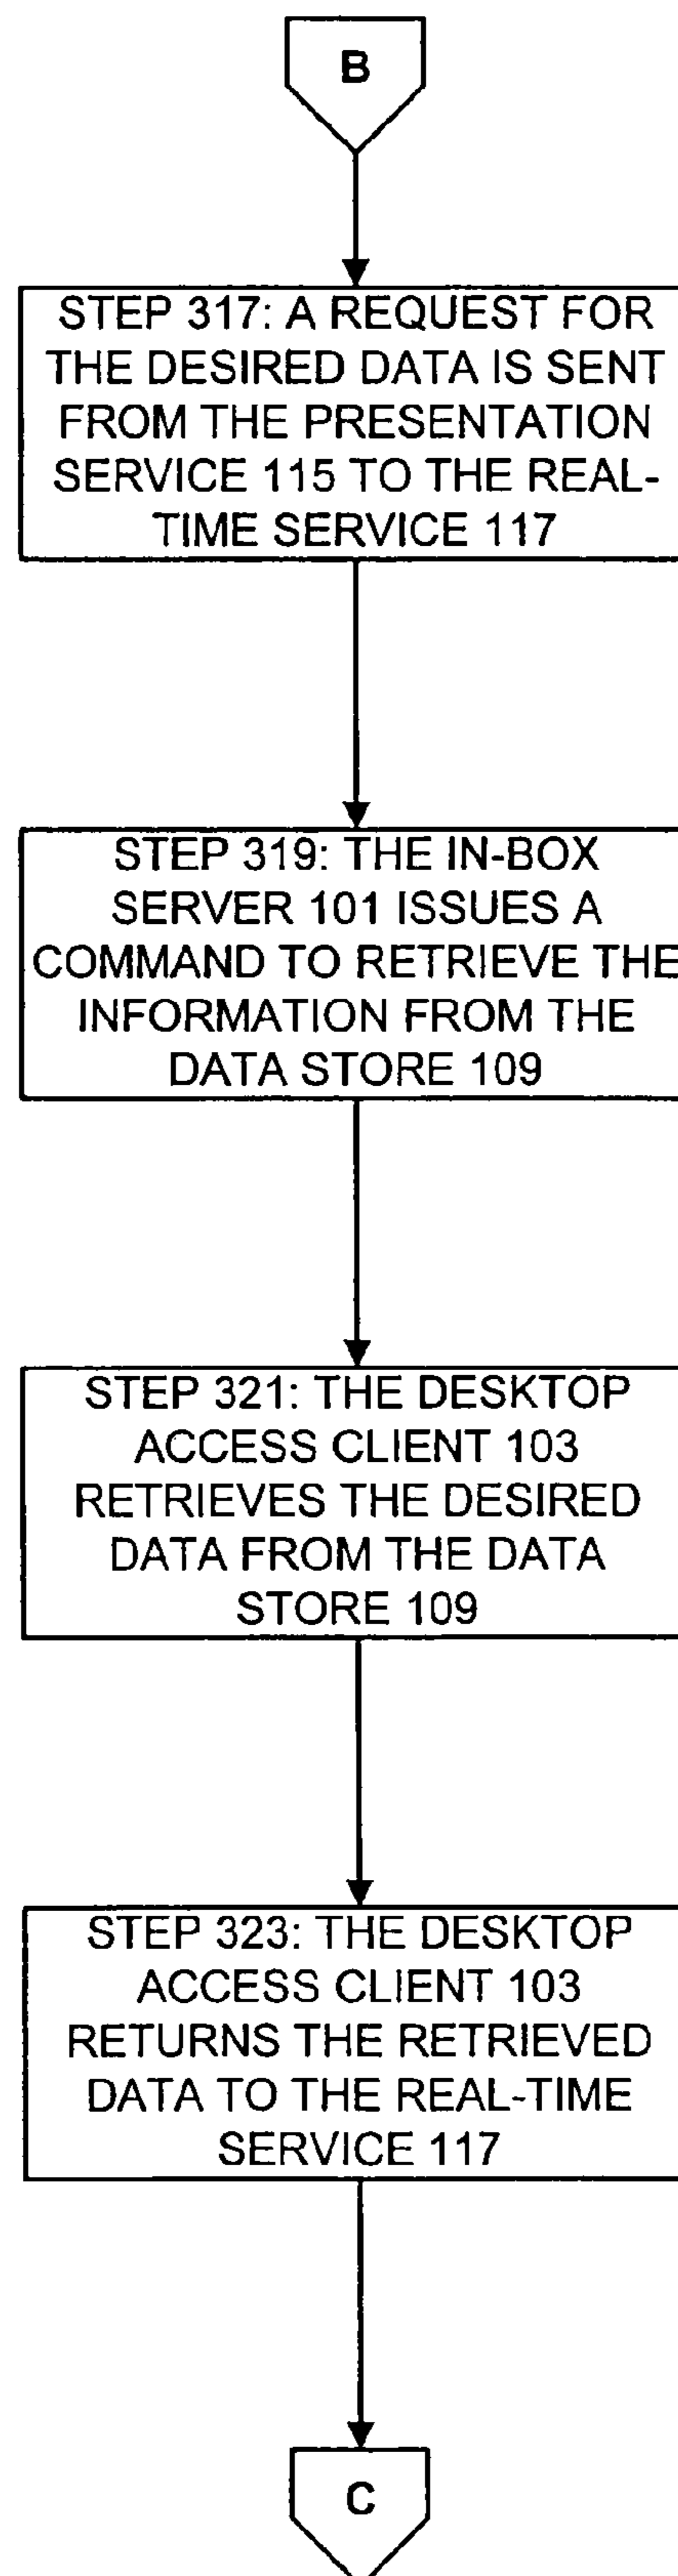 B
STEP 317: A REQUEST FOR
THE DESIRED DATA IS SENT
FROM THE PRESENTATION
SERVICE 115 TO THE REAL-
TIME SERVICE 117
STEP 319: THE IN-BOX
SERVER 101 ISSUES A
COMMAND TO RETRIEVE THE
INFORMATION FROM THE
DATA STORE 109
STEP 321: THE DESKTOP
ACCESS CLIENT 103
RETRIEVES THE DESIRED
DATA FROM THE DATA
STORE 109
STEP 323: THE DESKTOP
ACCESS CLIENT 103
RETURNS THE RETRIEVED
DATA TO THE REAL-TIME
SERVICE 117
C